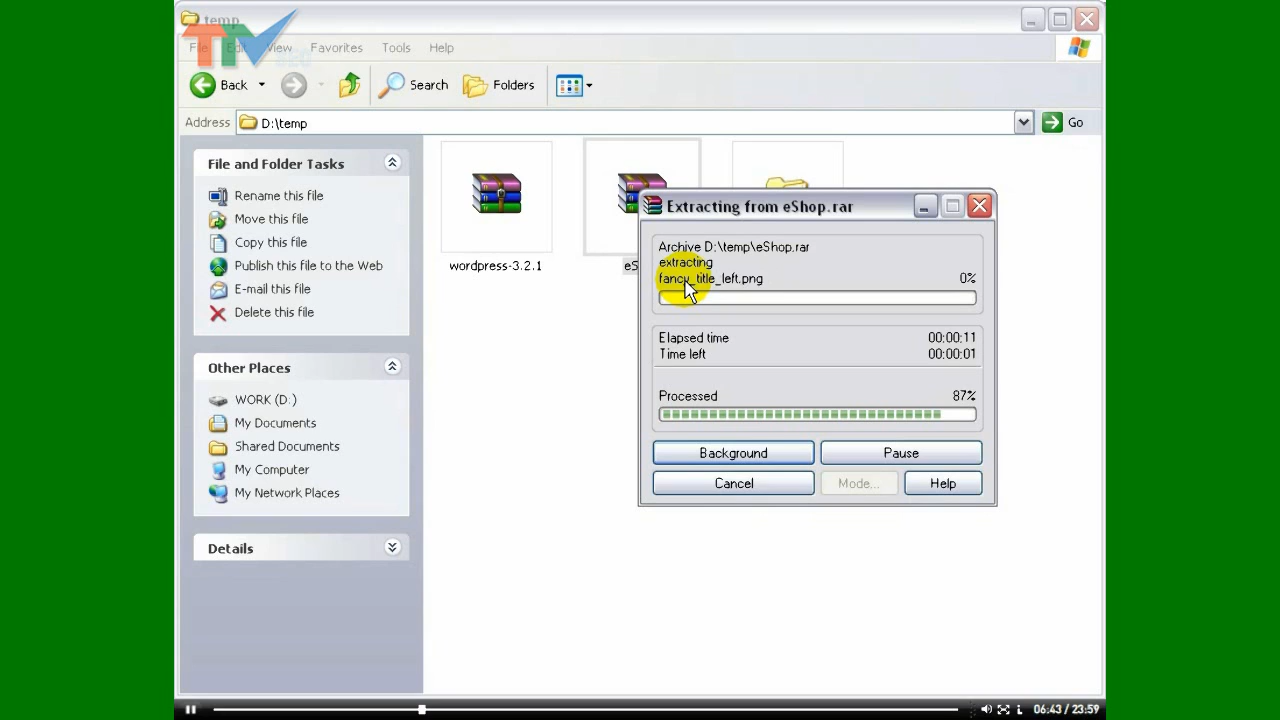 temp
File Edit View Favorites Tools Help
TIV
Back Search Folders
Address D:\temp Go
File and Folder Tasks
Rename this file
Move this file
Copy this file
Publish this file to the Web
E-mail this file
Delete this file
Other Places
WORK (D:)
My Documents
Shared Documents
My Computer
My Network Places
Details
wordpress-3.2.1
eS
Extracting from eShop.rar
Archive D:\temp\eShop.rar
extracting
fancy_title_left.png 0%
Elapsed time 00:00:11
Time left 00:00:01
Processed 87%
Background Pause
Cancel Mode... Help
06:43 / 23:59